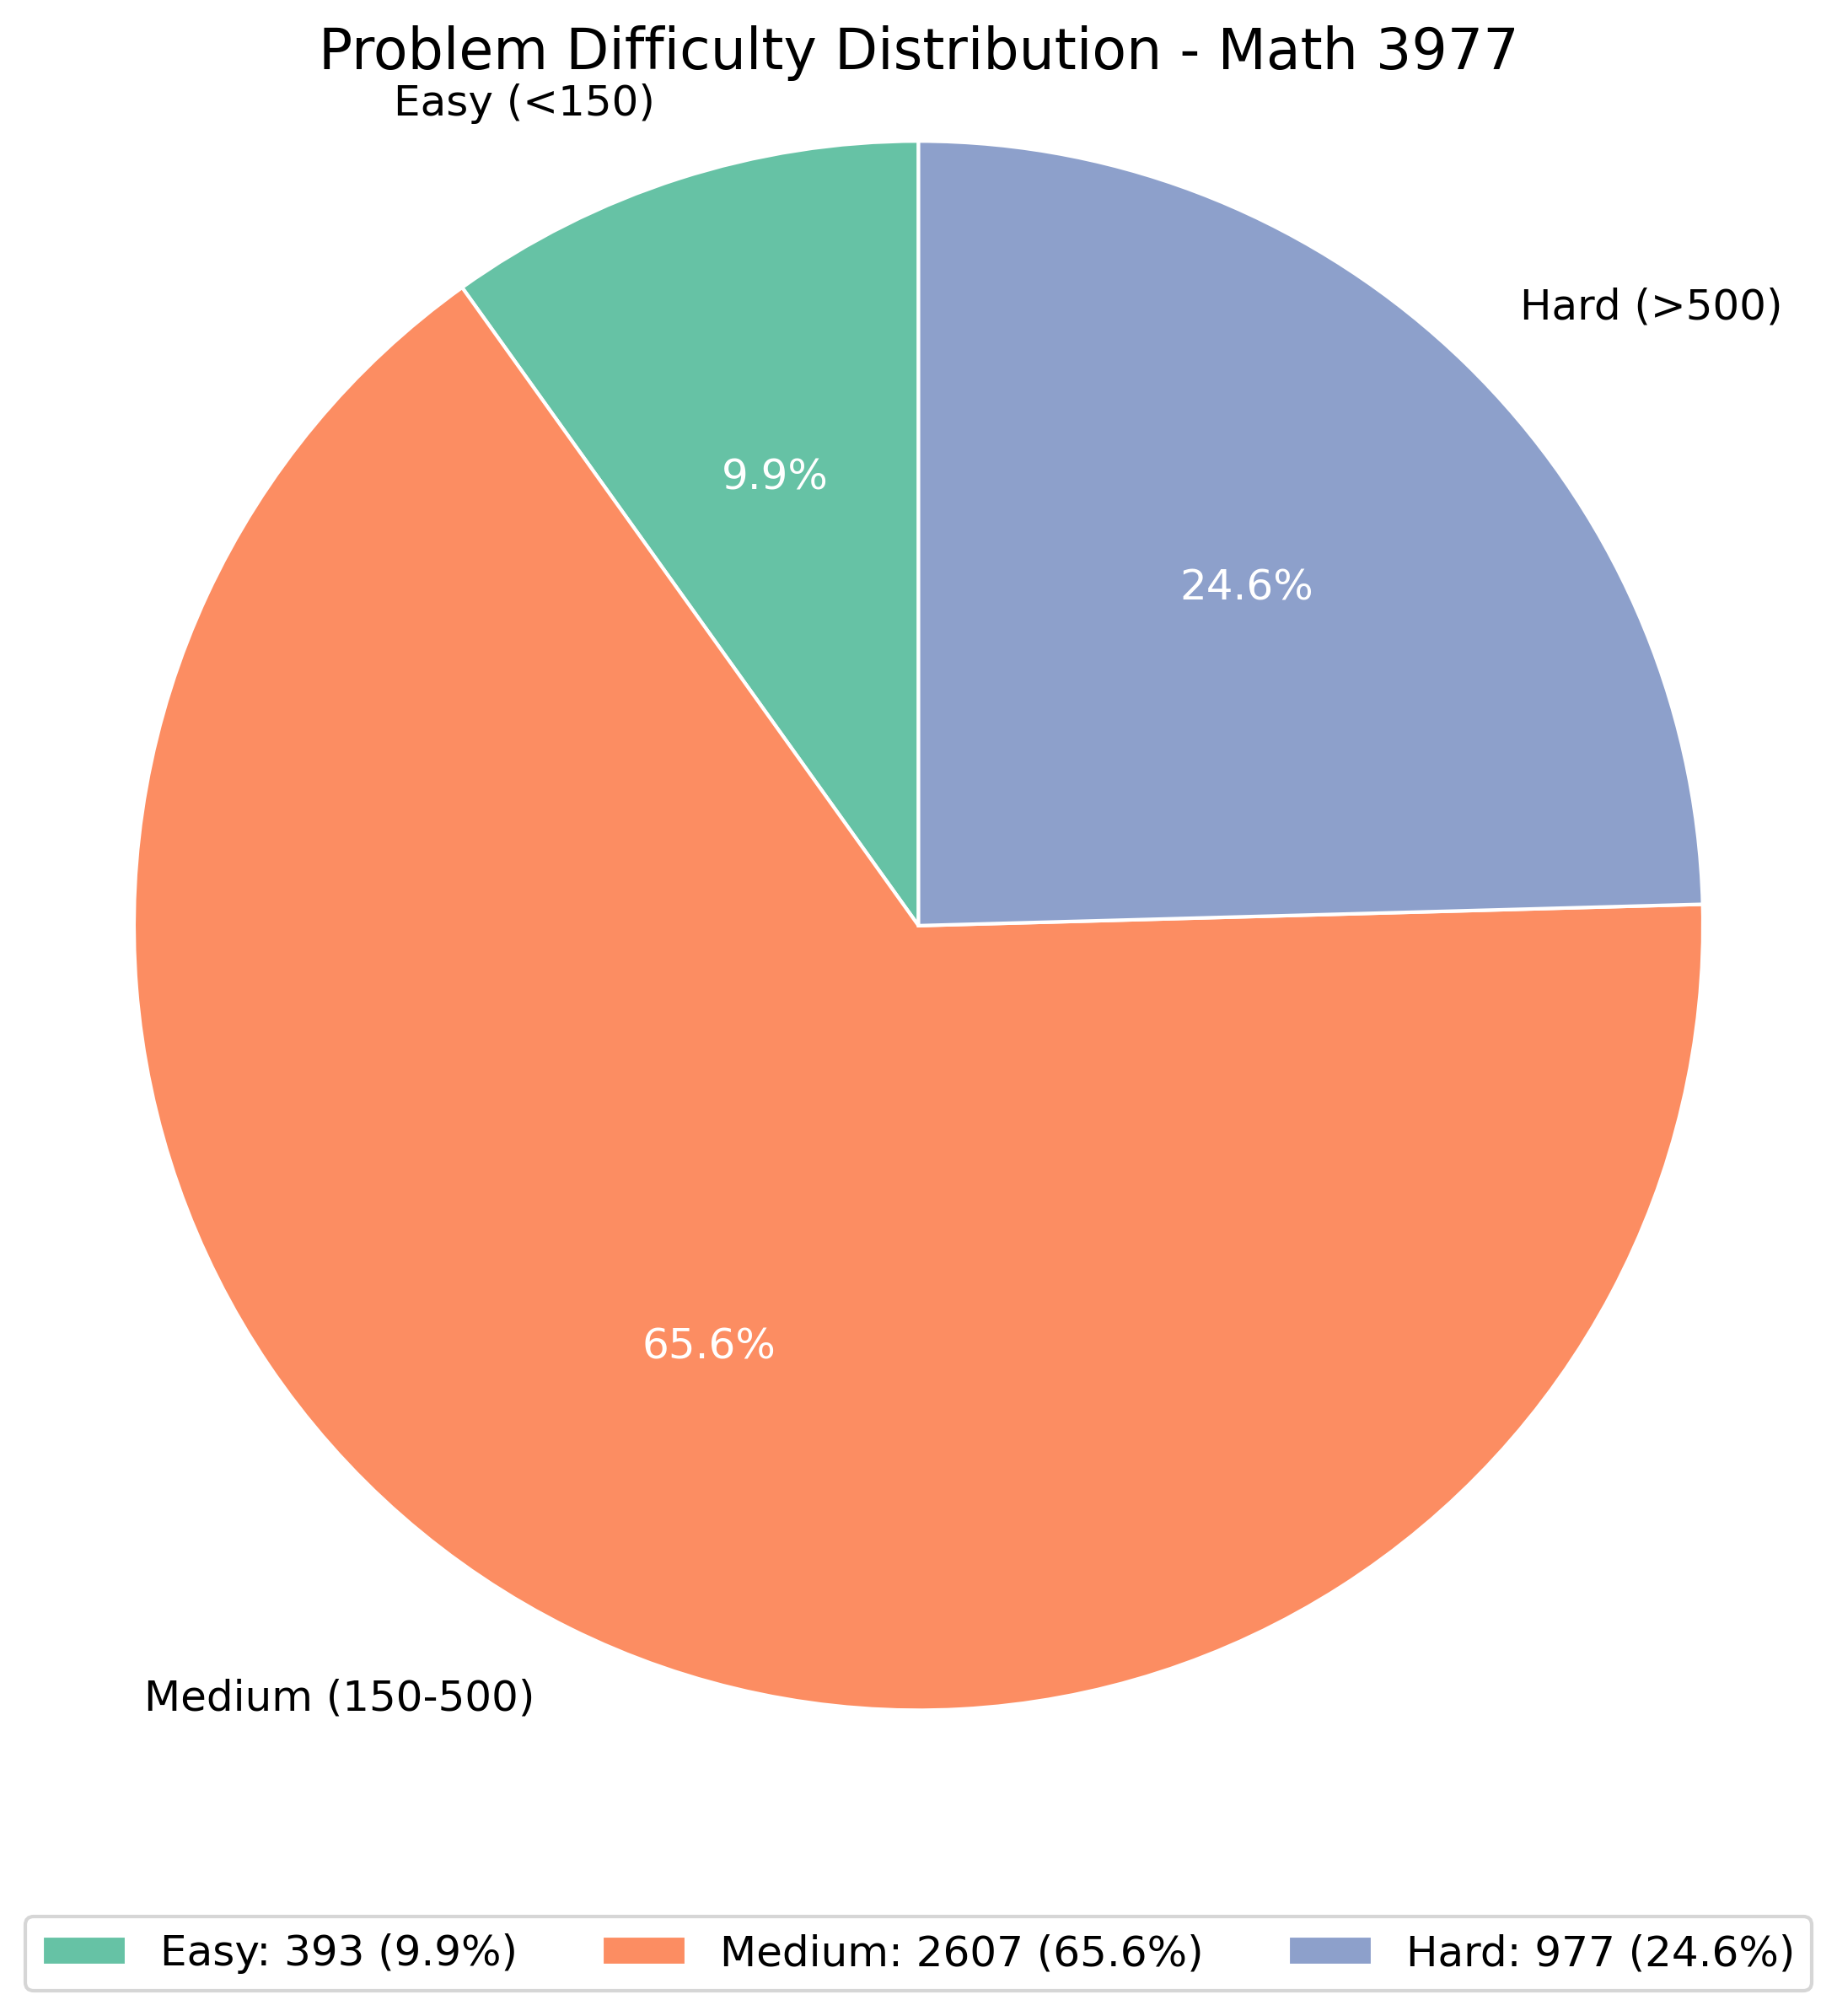 Problem Difficulty Distribution - Math 3977
Easy (<150)
Hard (>500)
9.9%
24.6%
65.6%
Medium (150-500)
Easy: 393 (9.9%)
Medium: 2607 (65.6%)
Hard: 977 (24.6%)